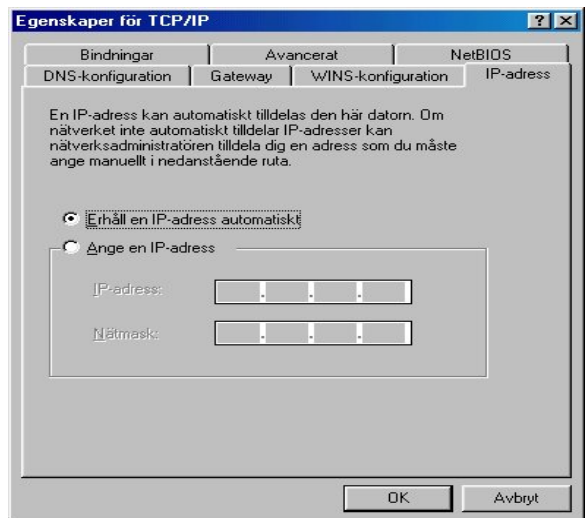 Egenskaper för TCP/IP
Bindningar Avancerat NetBIOS
DNS-konfiguration Gateway WINS-konfiguration IP-adress
En IP-adress kan automatiskt tilldelas den här datorn. Om
nätverket inte automatiskt tilldelar IP-adresser kan
nätverksadministratören tilldela dig en adress som du måste
ange manuellt i nedanstående ruta.
Erhåll en IP-adress automatiskt
Ange en IP-adress
IP-adress:
Nätmask:
OK Avbryt